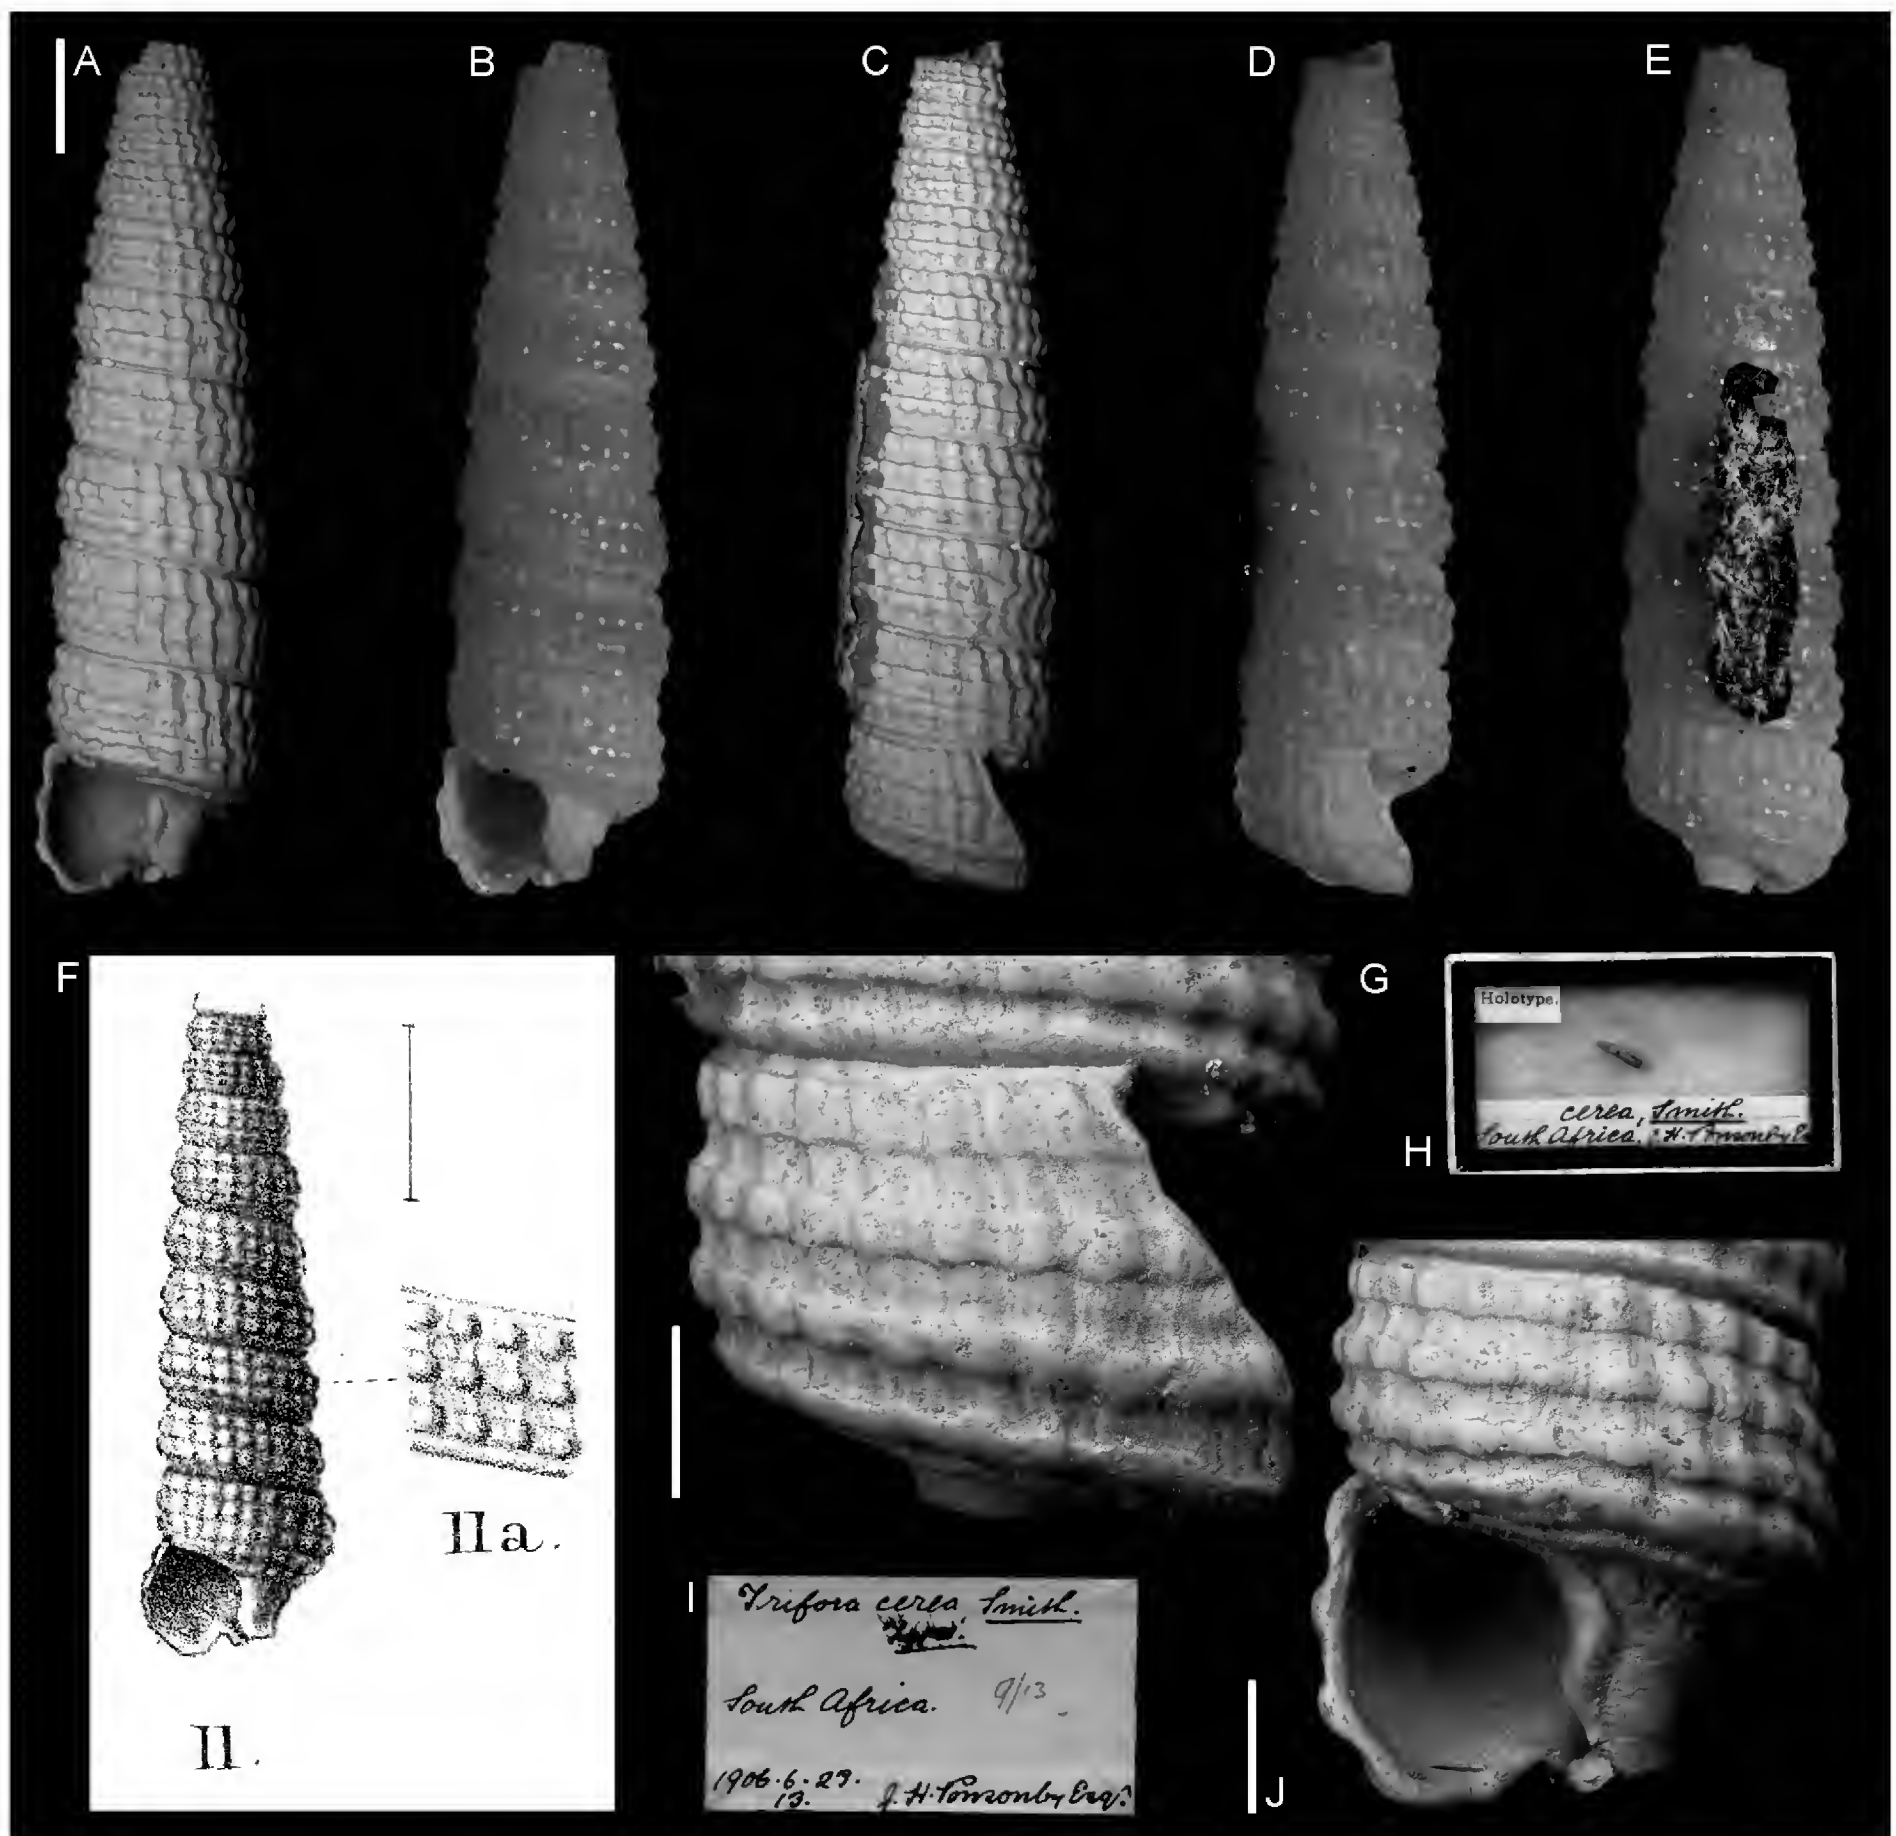 A
B
C
D
E
F
G
Holotype.
cerea, Smith.
South Africa. J. H. Ponsonby E
H
11a.
11.
I
Trifora cerea, Smith.
South Africa. 9/13
1906.6.29.
13. J. H. Ponsonby Esq.
J